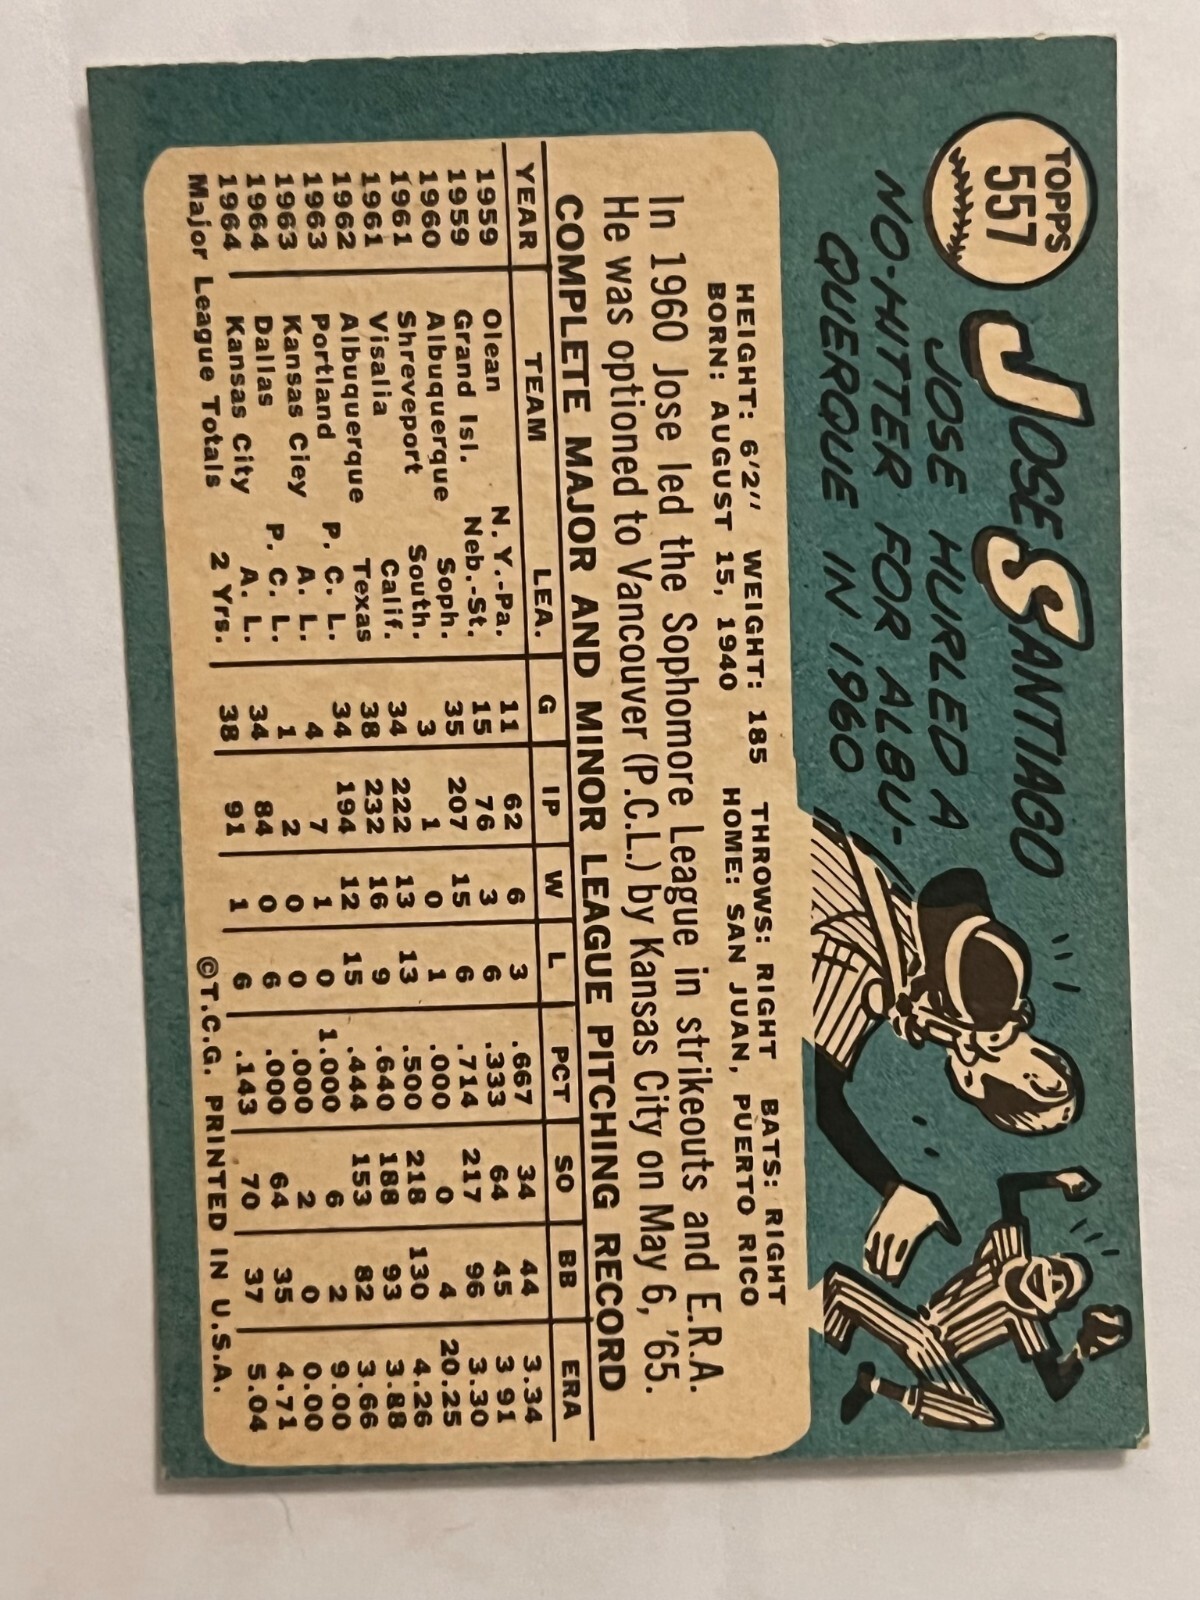 TOPPS
557
JOSE SANTIAGO
JOSE HURLED A
NO-HITTER FOR ALBU-
QUERQUE IN 1960
HEIGHT: 6'2" WEIGHT: 185 THROWS: RIGHT BATS: RIGHT
BORN: AUGUST 15, 1940 HOME: SAN JUAN, PUERTO RICO
In 1960 Jose led the Sophomore League in strikeouts and E.R.A.
He was optioned to Vancouver (P.C.L.) by Kansas City on May 6, '65.
COMPLETE MAJOR AND MINOR LEAGUE PITCHING RECORD
YEAR TEAM LEA. G IP W L PCT SO BB ERA
1959 Olean N.Y.-Pa. 11 62 6 3 .667 34 44 3.34
1959 Grand Isl. Neb.-St. 15 76 3 6 .333 64 45 3 91
1960 Albuquerque Soph. 35 207 15 6 .714 217 96 3.30
1961 Shreveport South. 3 1 0 1 .000 0 4 20.25
1961 Visalia Calif. 34 222 13 13 .500 218 130 4.26
1962 Albuquerque Texas 38 232 16 9 .640 188 93 3.88
1963 Portland P. C. L. 34 194 12 15 .444 153 82 3.66
1963 Kansas Ciey A. L. 4 7 1 0 1.000 6 2 9.00
1964 Dallas P. C. L. 1 2 0 0 .000 2 0 0.00
1964 Kansas City A. L. 34 84 0 6 .000 64 35 4.71
Major League Totals 2 Yrs. 38 91 1 6 .143 70 37 5.04
©T.C.G. PRINTED IN U.S.A.